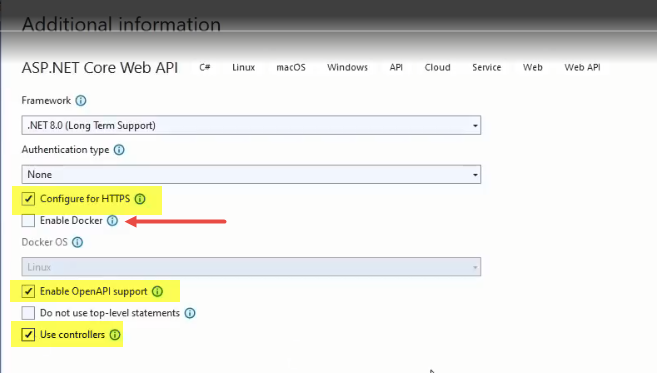 Additional information
ASP.NET Core Web API C# Linux macOS Windows API Cloud Service Web Web API
Framework
.NET 8.0 (Long Term Support)
Authentication type
None
Configure for HTTPS
Enable Docker
Docker OS
Linux
Enable OpenAPI support
Do not use top-level statements
Use controllers